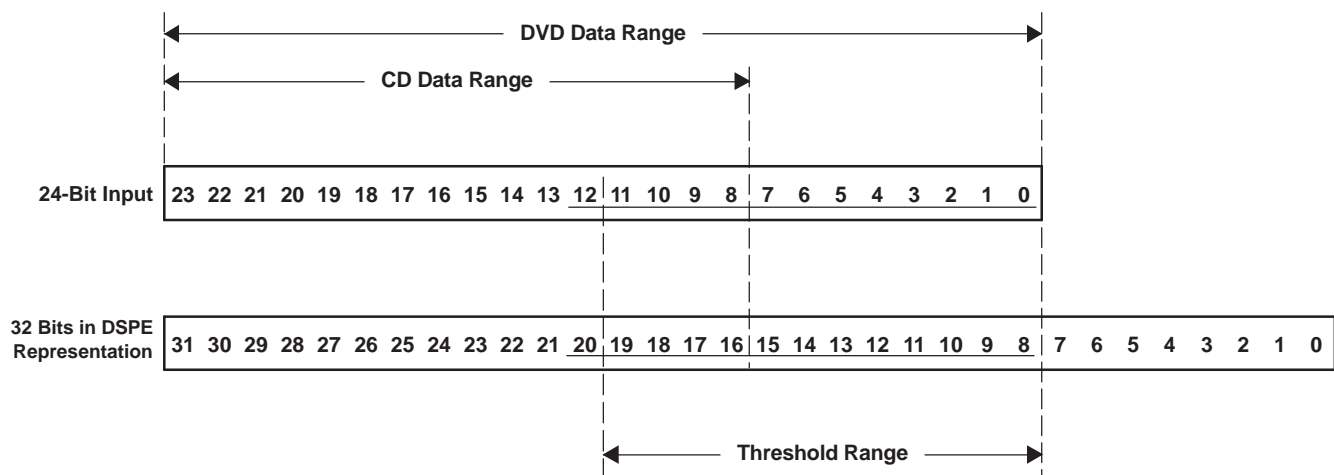 DVD Data Range
CD Data Range
24-Bit Input 23 22 21 20 19 18 17 16 15 14 13 12 11 10 9 8 7 6 5 4 3 2 1 0
32 Bits in DSPE
Representation 31 30 29 28 27 26 25 24 23 22 21 20 19 18 17 16 15 14 13 12 11 10 9 8 7 6 5 4 3 2 1 0
Threshold Range